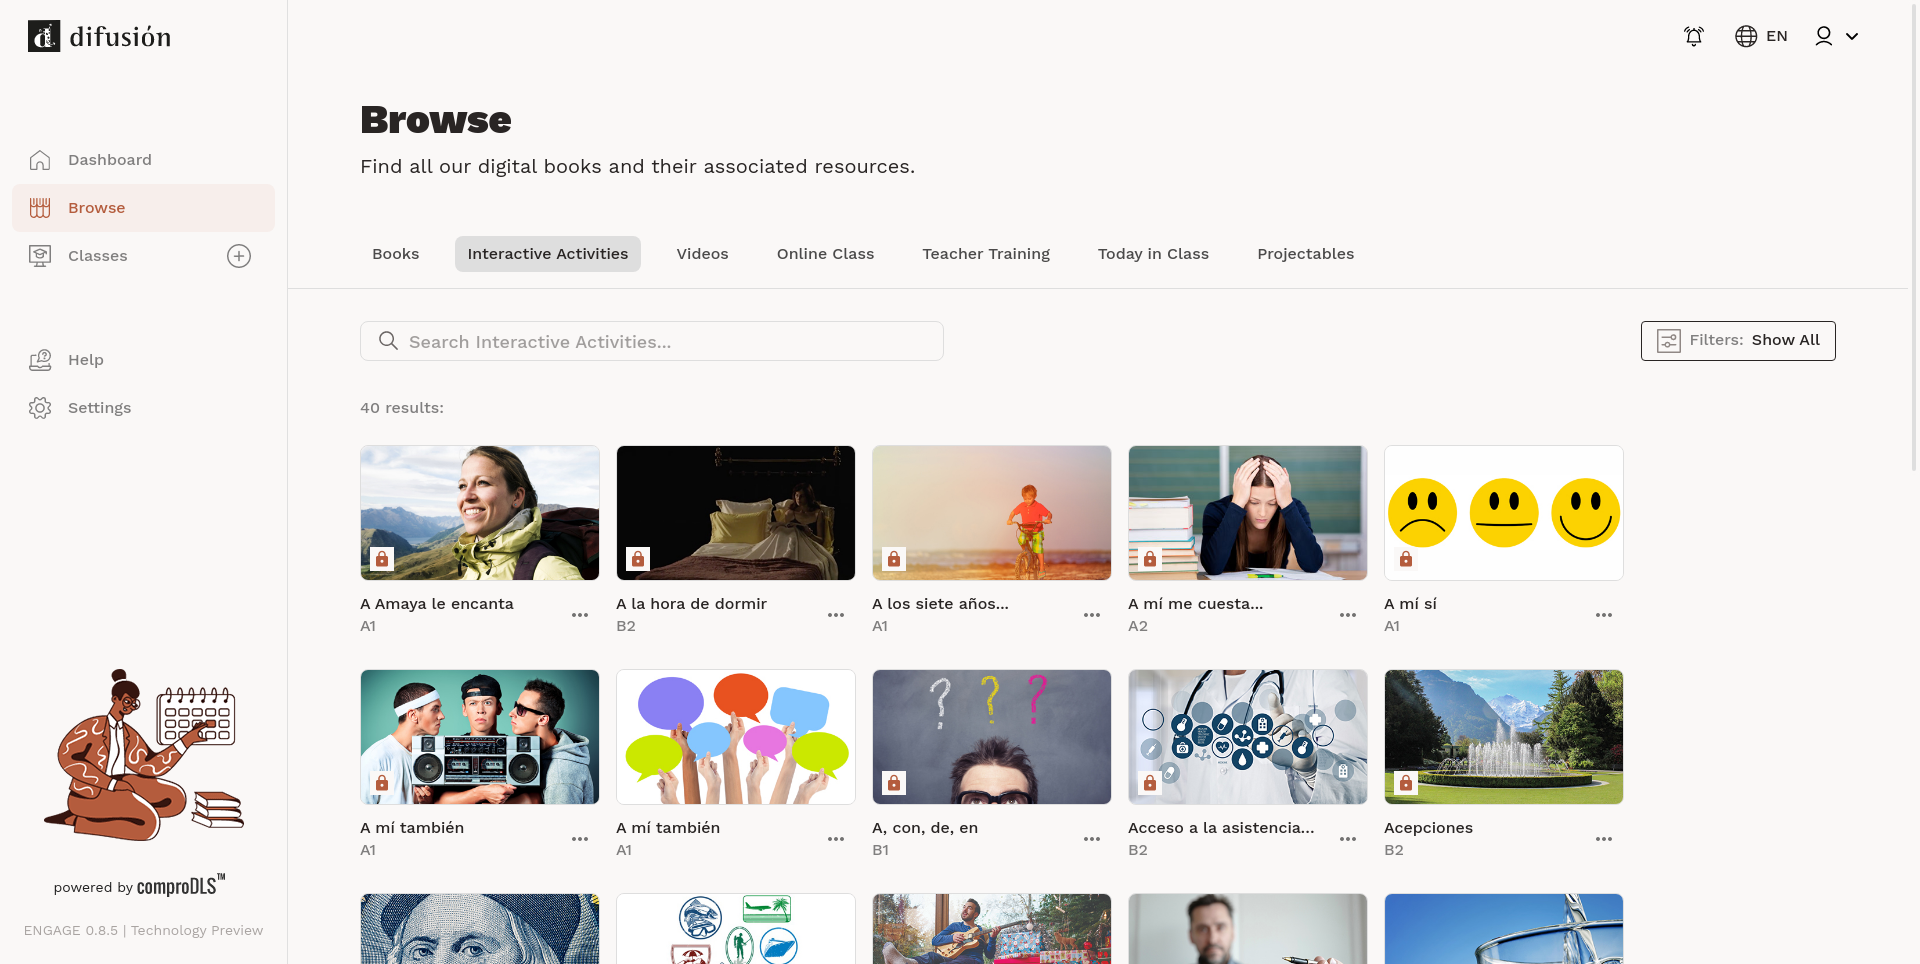 difusión
EN
Dashboard
Browse
Classes
Help
Settings
powered by comproDLS™
ENGAGE 0.8.5 | Technology Preview
Browse
Find all our digital books and their associated resources.
Books
Interactive Activities
Videos
Online Class
Teacher Training
Today in Class
Projectables
Search Interactive Activities...
Filters: Show All
40 results:
A Amaya le encanta
A1
A la hora de dormir
B2
A los siete años...
A1
A mí me cuesta...
A2
A mí sí
A1
A mí también
A1
A mí también
A1
A, con, de, en
B1
Acceso a la asistencia...
B2
Acepciones
B2